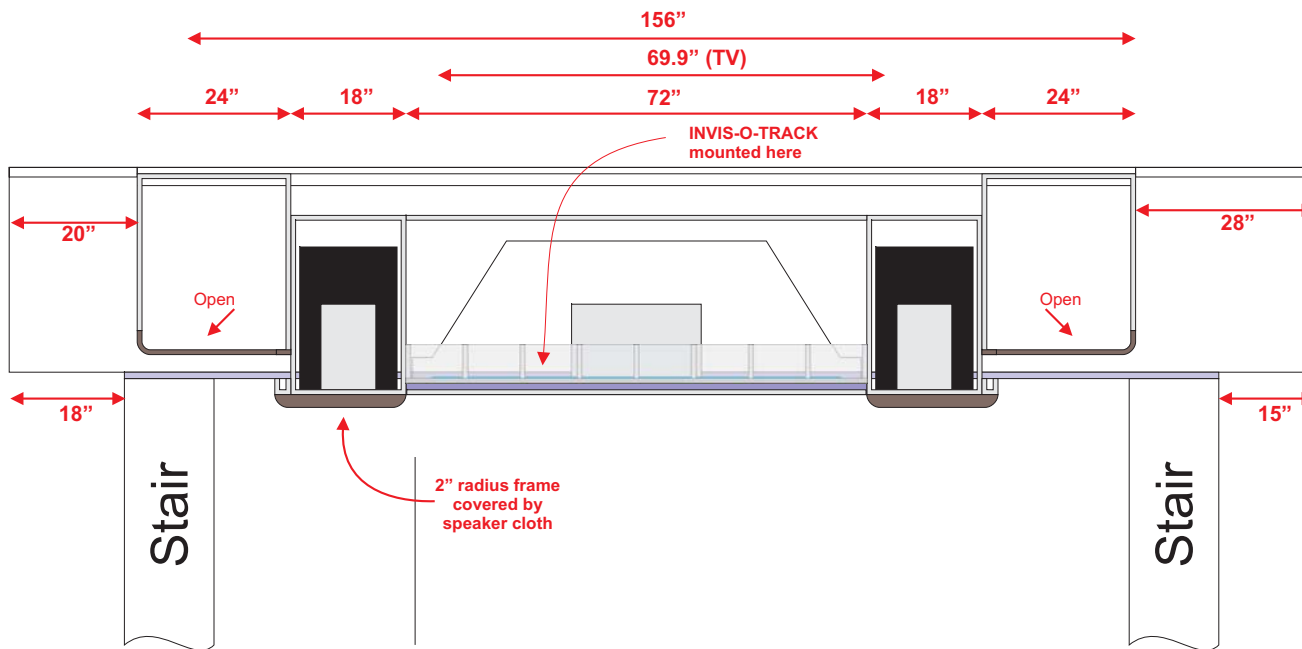 156”
69.9” (TV)
24”
18”
72”
18”
24”
INVIS-O-TRACK
mounted here
20”
28”
Open
Open
18”
15”
2” radius frame
covered by
speaker cloth
Stair
Stair